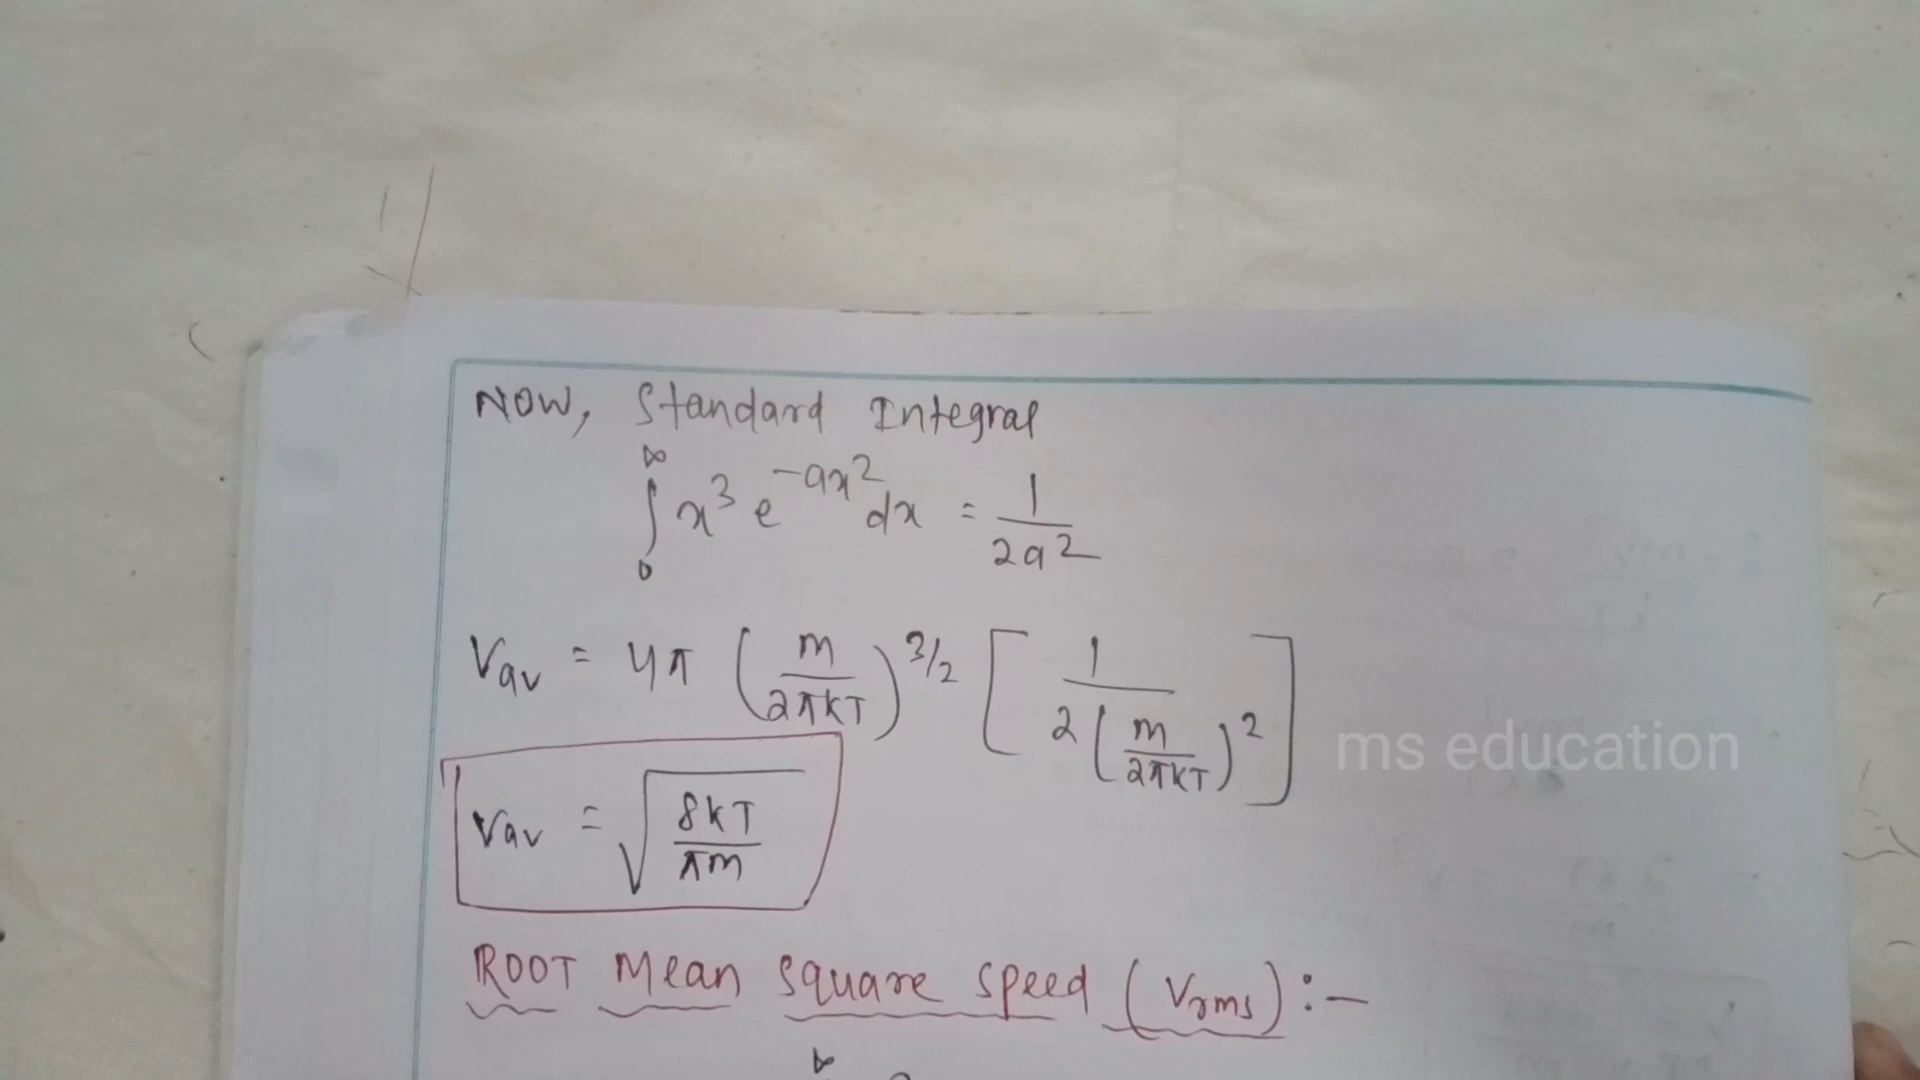 NOW, Standard Integral
∞∫0 x³ e^-ax² dx = 1/2a²
Vav = 4π (m/2πkT)^3/2 [1/2(m/2πkT)²]
ms education
Vav = √(8kT/πm)
ROOT Mean Square Speed (Vrms):-
∞